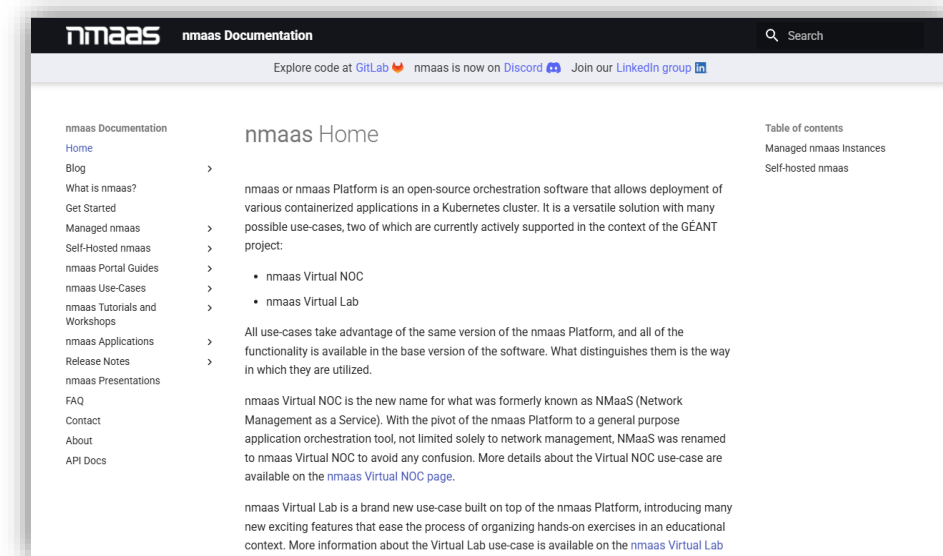 nmaas nmaas Documentation Search
Explore code at GitLab nmaas is now on Discord Join our LinkedIn group
nmaas Documentation
Home
Blog
What is nmaas?
Get Started
Managed nmaas
Self-Hosted nmaas
nmaas Portal Guides
nmaas Use-Cases
nmaas Tutorials and
Workshops
nmaas Applications
Release Notes
nmaas Presentations
FAQ
Contact
About
API Docs
nmaas Home
nmaas or nmaas Platform is an open-source orchestration software that allows deployment of
various containerized applications in a Kubernetes cluster. It is a versatile solution with many
possible use-cases, two of which are currently actively supported in the context of the GÉANT
project:
• nmaas Virtual NOC
• nmaas Virtual Lab
All use-cases take advantage of the same version of the nmaas Platform, and all of the
functionality is available in the base version of the software. What distinguishes them is the way
in which they are utilized.
nmaas Virtual NOC is the new name for what was formerly known as NMaaS (Network
Management as a Service). With the pivot of the nmaas Platform to a general purpose
application orchestration tool, not limited solely to network management, NMaaS was renamed
to nmaas Virtual NOC to avoid any confusion. More details about the Virtual NOC use-case are
available on the nmaas Virtual NOC page.
nmaas Virtual Lab is a brand new use-case built on top of the nmaas Platform, introducing many
new exciting features that ease the process of organizing hands-on exercises in an educational
context. More information about the Virtual Lab use-case is available on the nmaas Virtual Lab
Table of contents
Managed nmaas Instances
Self-hosted nmaas